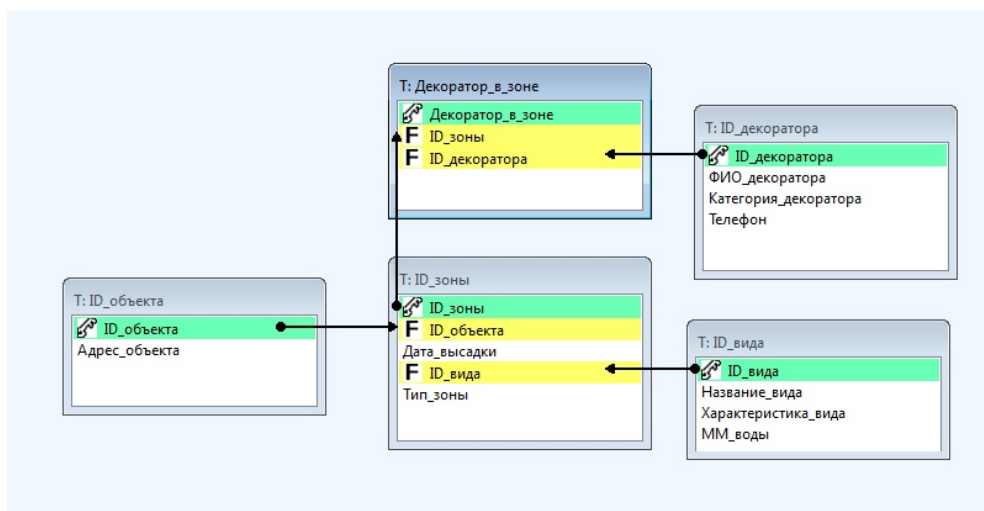 T: Декоратор_в_зоне
Декоратор_в_зоне
F ID_зоны
F ID_декоратора
T: ID_декоратора
ID_декоратора
ФИО_декоратора
Категория_декоратора
Телефон
T: ID_объекта
ID_объекта
Адрес_объекта
T: ID_зоны
ID_зоны
F ID_объекта
Дата_высадки
F ID_вида
Тип_зоны
T: ID_вида
ID_вида
Название_вида
Характеристика_вида
ММ_воды